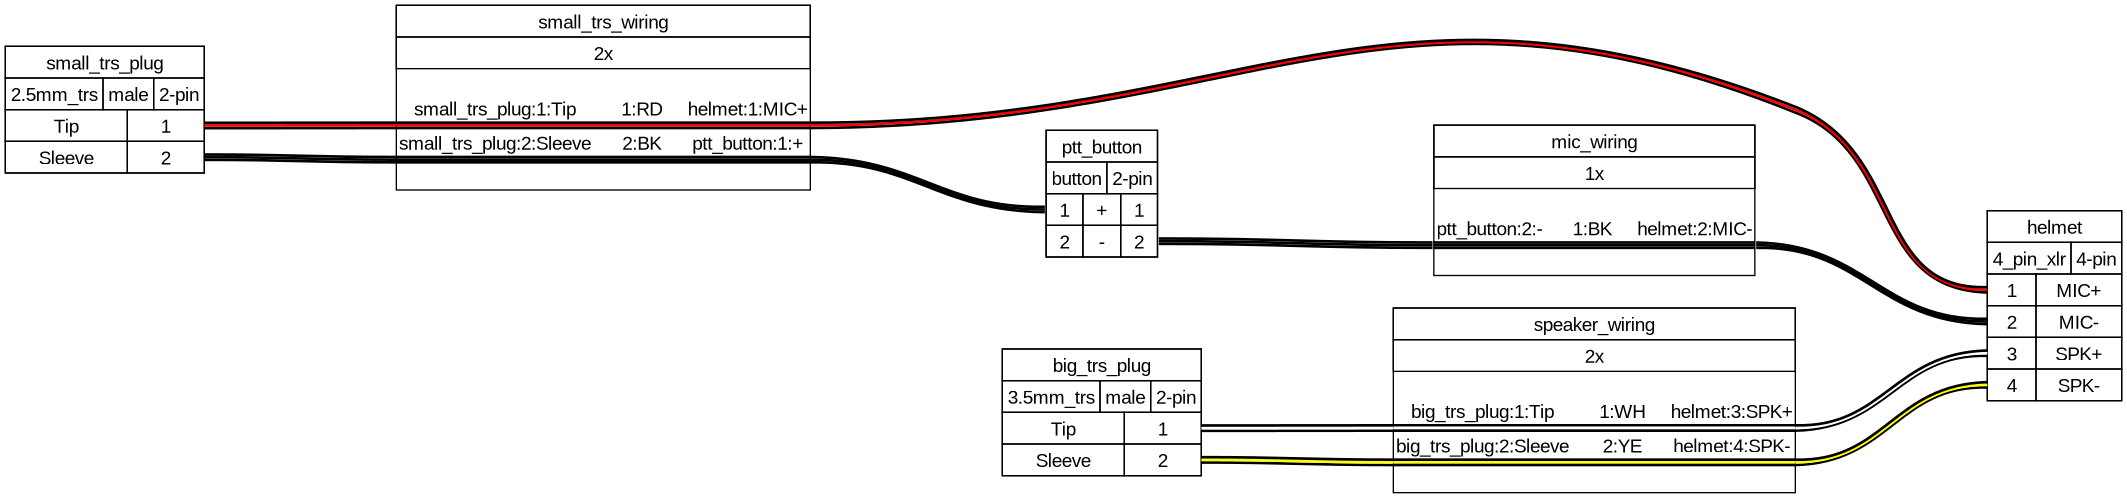 small_trs_plug
2.5mm_trs male 2-pin
Tip 1
Sleeve 2
small_trs_wiring
2x
small_trs_plug:1:Tip 1:RD helmet:1:MIC+
small_trs_plug:2:Sleeve 2:BK ptt_button:1:+
ptt_button
button 2-pin
1 + 1
2 - 2
mic_wiring
1x
ptt_button:2:- 1:BK helmet:2:MIC-
big_trs_plug
3.5mm_trs male 2-pin
Tip 1
Sleeve 2
speaker_wiring
2x
big_trs_plug:1:Tip 1:WH helmet:3:SPK+
big_trs_plug:2:Sleeve 2:YE helmet:4:SPK-
helmet
4_pin_xlr 4-pin
1 MIC+
2 MIC-
3 SPK+
4 SPK-